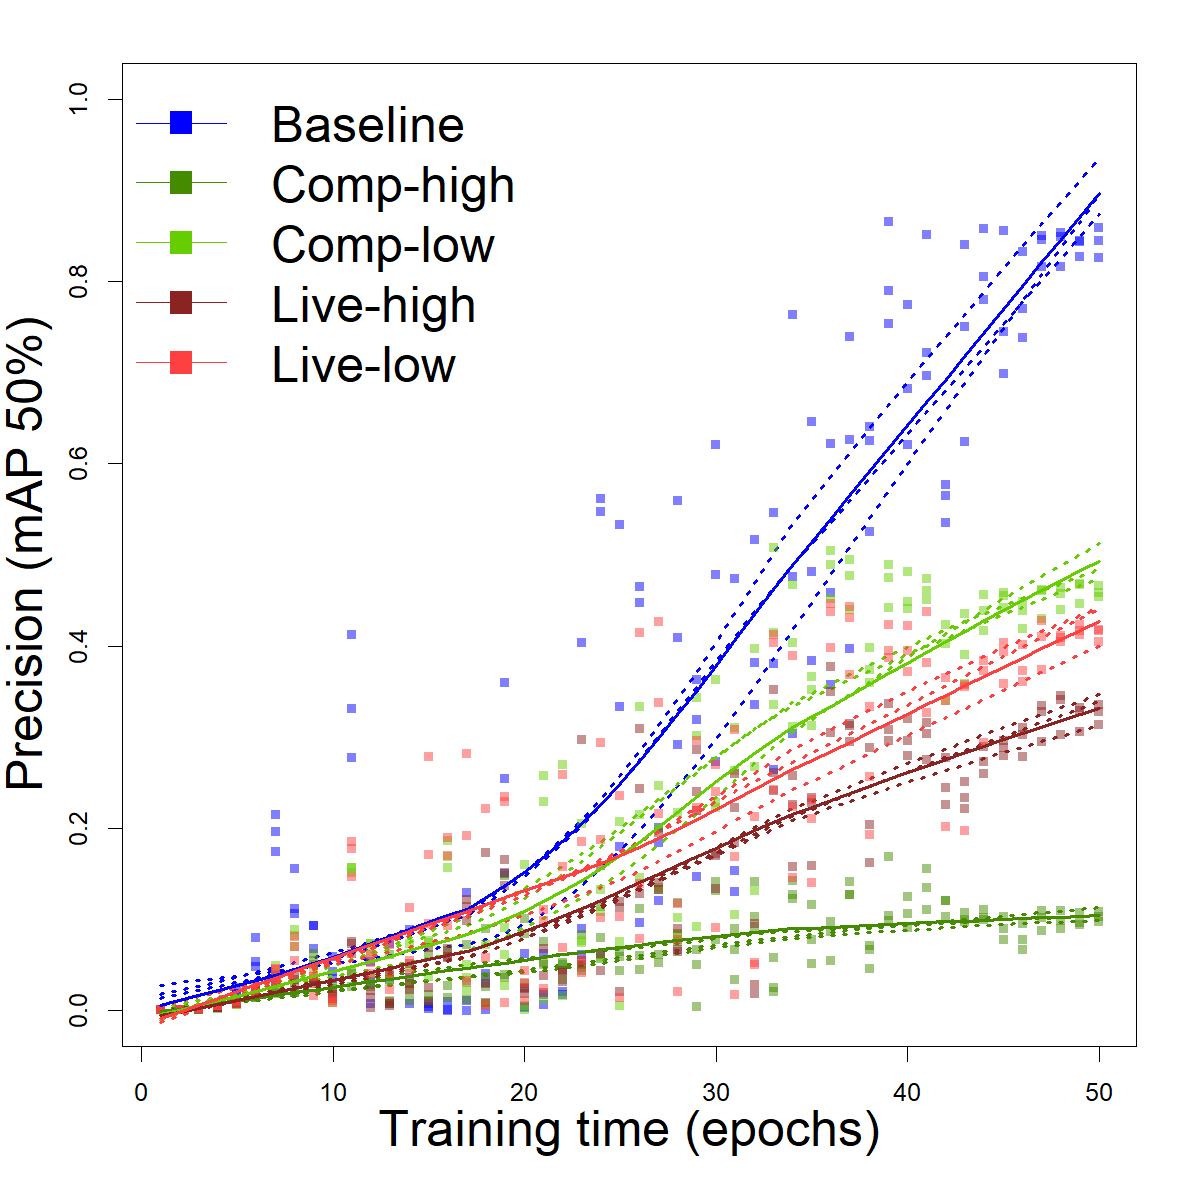 Baseline
Comp-high
Comp-low
Live-high
Live-low
Precision (mAP 50%)
1.0
0.8
0.6
0.4
0.2
0.0
0 10 20 30 40 50
Training time (epochs)